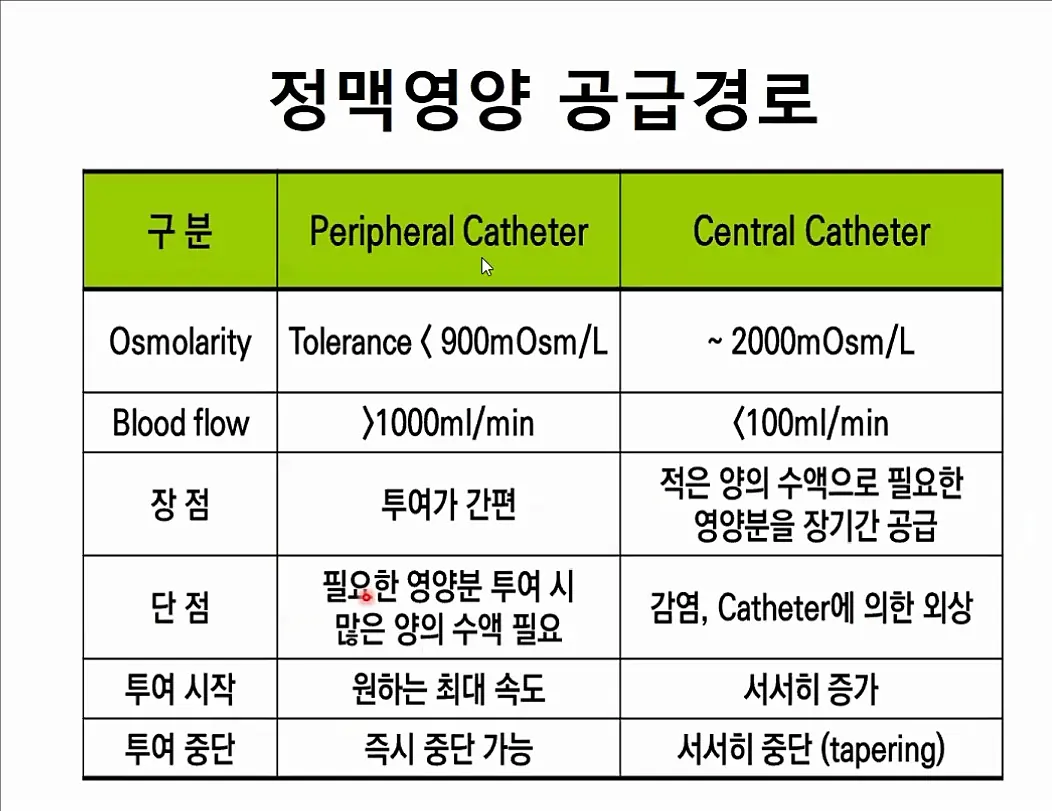 정맥영양 공급경로
구 분 Peripheral Catheter Central Catheter
Osmolarity Tolerance < 900mOsm/L ~ 2000mOsm/L
Blood flow >1000ml/min <100ml/min
장 점 투여가 간편 적은 양의 수액으로 필요한
영양분을 장기간 공급
단 점 필요한 영양분 투여 시
많은 양의 수액 필요 감염, Catheter에 의한 외상
투여 시작 원하는 최대 속도 서서히 증가
투여 중단 즉시 중단 가능 서서히 중단 (tapering)